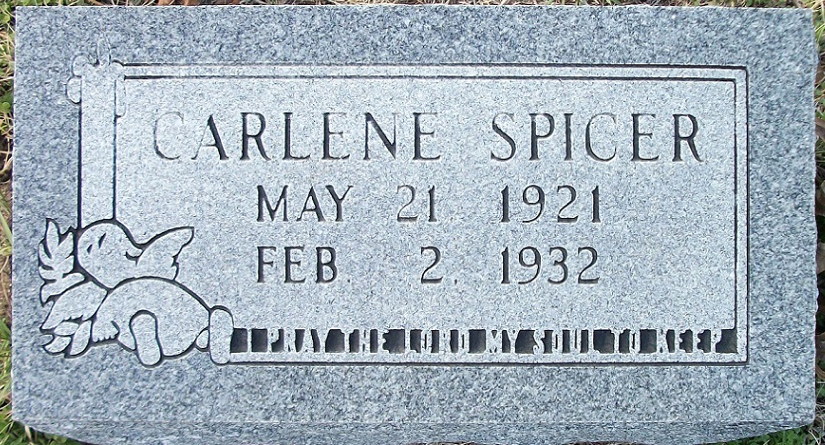 CARLENE SPICER
MAY 21, 1921
FEB. 2, 1932
I PRAY THE LORD MY SOUL TO KEEP